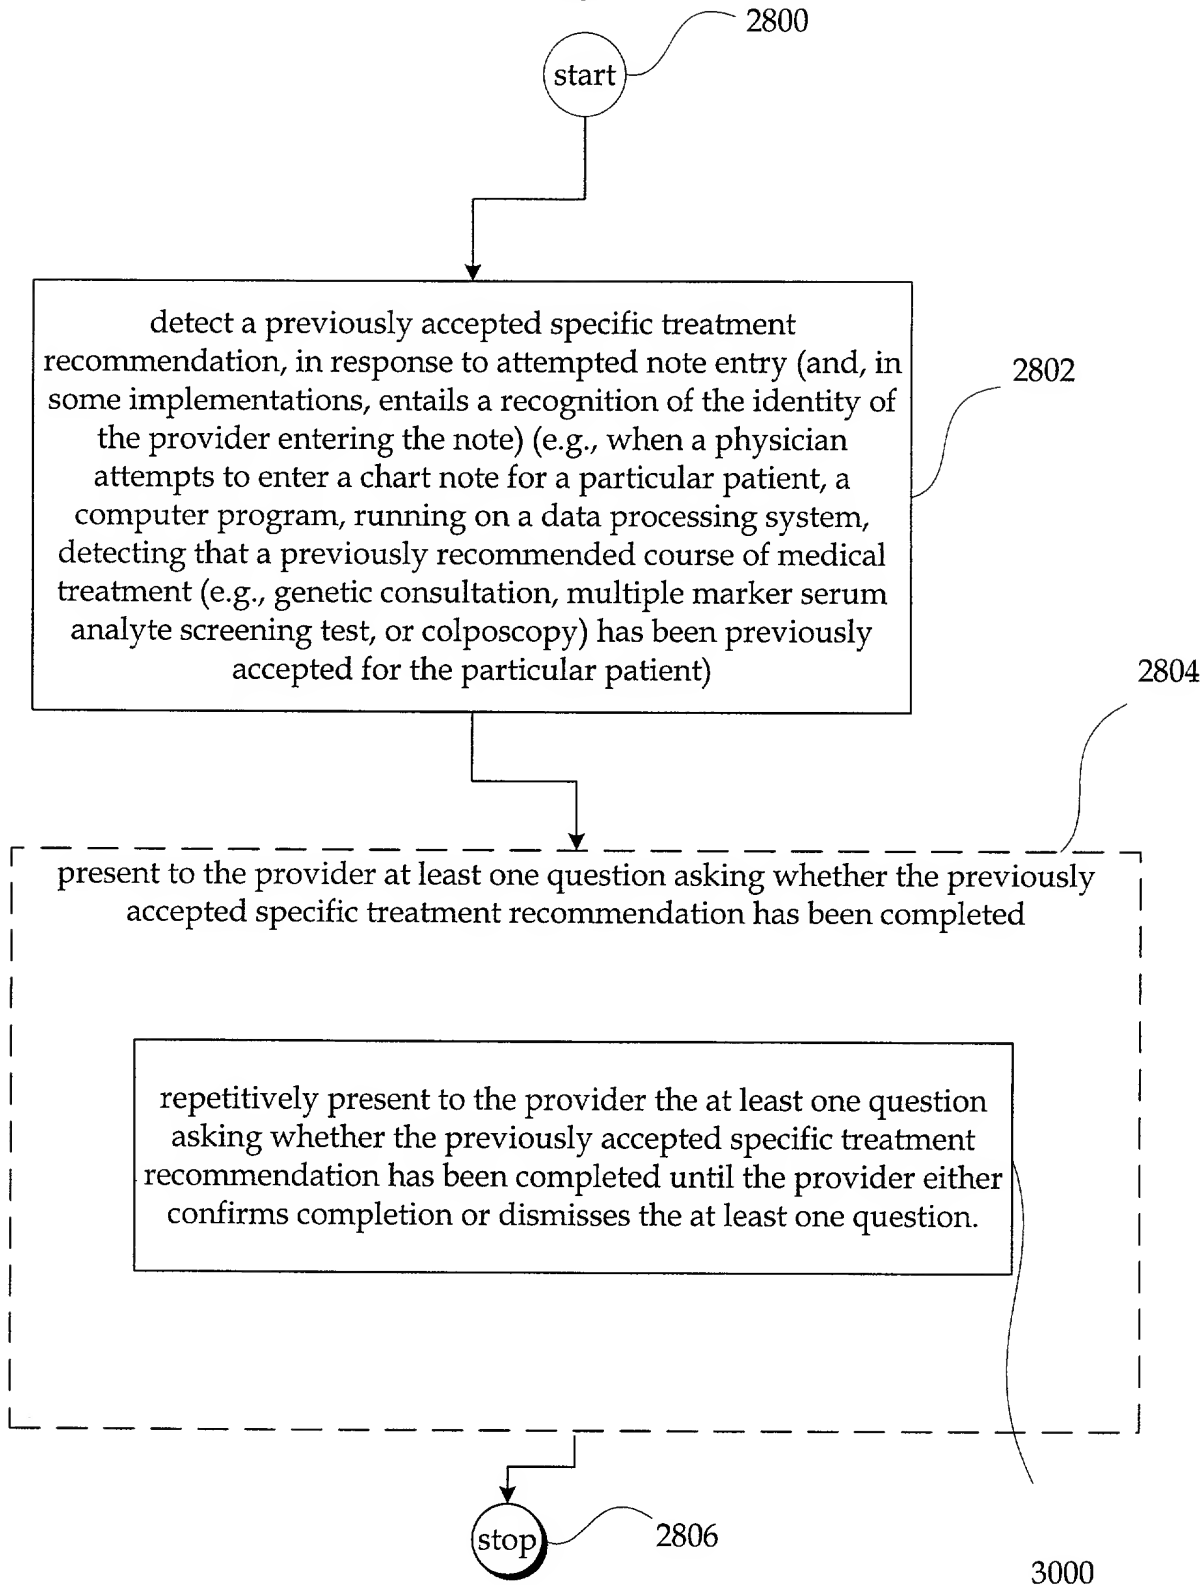 2800
start
detect a previously accepted specific treatment
recommendation, in response to attempted note entry (and, in
some implementations, entails a recognition of the identity of
the provider entering the note) (e.g., when a physician
attempts to enter a chart note for a particular patient, a
computer program, running on a data processing system,
detecting that a previously recommended course of medical
treatment (e.g., genetic consultation, multiple marker serum
analyte screening test, or colposcopy) has been previously
accepted for the particular patient)
2802
2804
present to the provider at least one question asking whether the previously
accepted specific treatment recommendation has been completed
repetitively present to the provider the at least one question
asking whether the previously accepted specific treatment
recommendation has been completed until the provider either
confirms completion or dismisses the at least one question.
stop
2806
3000